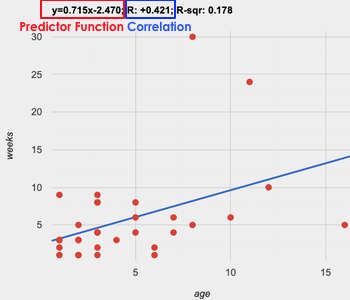 y=0.715x-2.470; R: +0.421; R-sqr: 0.178
Predictor Function Correlation
30
25
20
15
10
5
weeks
5
10
15
age